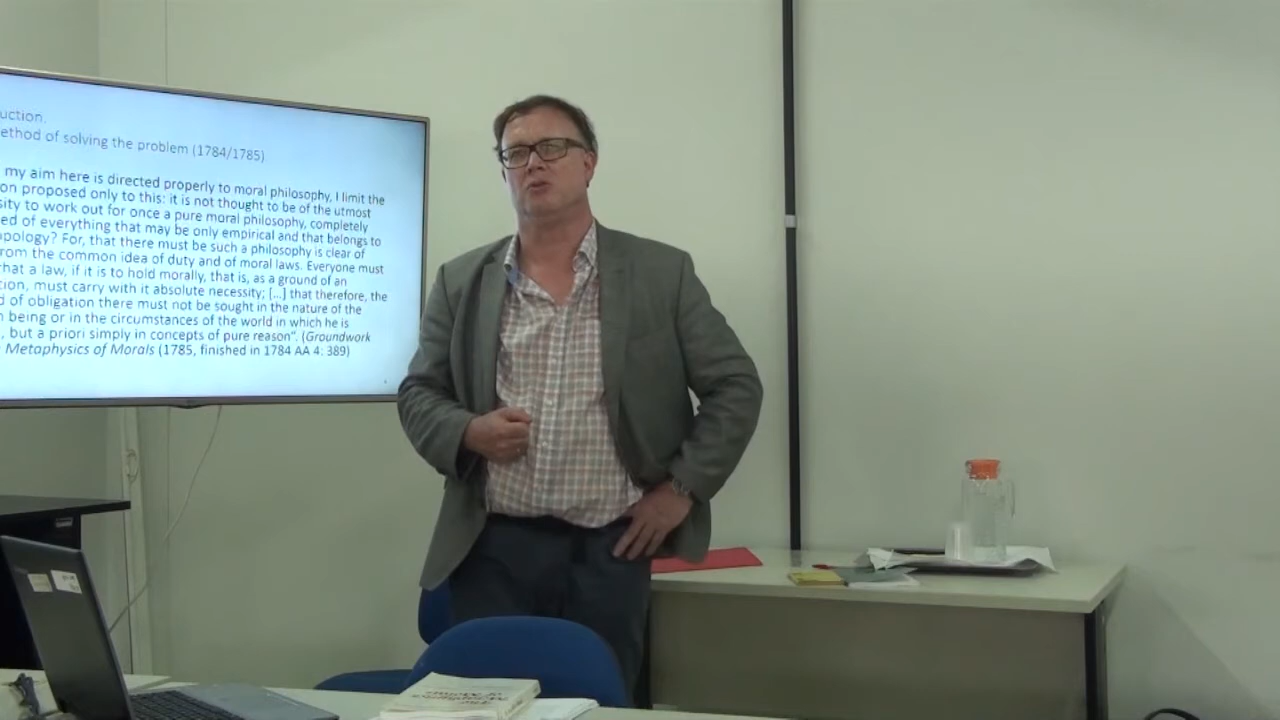 uction.
ethod of solving the problem (1784/1785)
my aim here is directed properly to moral philosophy, I limit the
on proposed only to this: it is not thought to be of the utmost
sity to work out for once a pure moral philosophy, completely
ed of everything that may be only empirical and that belongs to
opology? For, that there must be such a philosophy is clear of
from the common idea of duty and of moral laws. Everyone must
that a law, if it is to hold morally, that is, as a ground of an
tion, must carry with it absolute necessity; [...] that therefore, the
d of obligation there must not be sought in the nature of the
n being or in the circumstances of the world in which he is
, but a priori simply in concepts of pure reason". (Groundwork
Metaphysics of Morals (1785, finished in 1784 AA 4: 389)
The
Metaphysics
of Morals